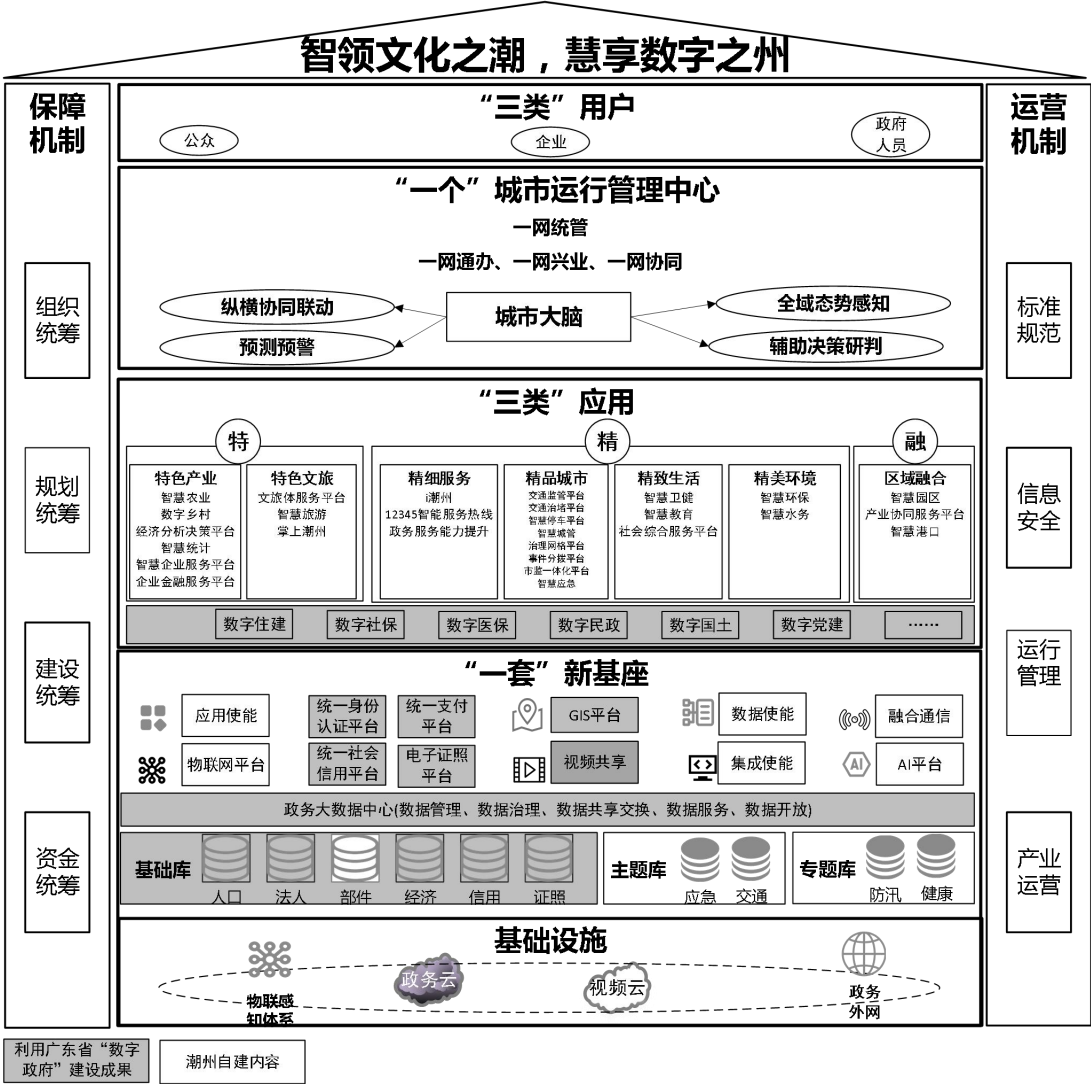 智领文化之潮，慧享数字之州
保障
机制
组织
统筹
规划
统筹
建设
统筹
资金
统筹
“三类”用户
公众
企业
政府
人员
“一个”城市运行管理中心
一网统管
一网通办、一网兴业、一网协同
纵横协同联动
预测预警
城市大脑
全域态势感知
辅助决策研判
“三类”应用
特
特色产业
智慧农业
数字乡村
经济分析决策平台
智慧统计
智慧企业服务平台
企业金融服务平台
特色文旅
文旅体服务平台
智慧旅游
掌上潮州
精
精细服务
i潮州
12345智能服务热线
政务服务能力提升
精品城市
交通监管平台
交通治堵平台
智慧停车平台
智慧城管
治理网格平台
事件分拨平台
市监一体化平台
智慧应急
精致生活
智慧卫健
智慧教育
社会综合服务平台
精美环境
智慧环保
智慧水务
融
区域融合
智慧园区
产业协同服务平台
智慧港口
数字住建
数字社保
数字医保
数字民政
数字国土
数字党建
……
“一套”新基座
应用使能
统一身份
认证平台
统一支付
平台
GIS平台
数据使能
融合通信
物联网平台
统一社会
信用平台
电子证照
平台
视频共享
集成使能
AI
AI平台
政务大数据中心(数据管理、数据治理、数据共享交换、数据服务、数据开放)
基础库
人口
法人
部件
经济
信用
证照
主题库
应急
交通
专题库
防汛
健康
基础设施
物联感
知体系
政务云
视频云
政务
外网
运营
机制
标准
规范
信息
安全
运行
管理
产业
运营
利用广东省“数字
政府”建设成果
潮州自建内容